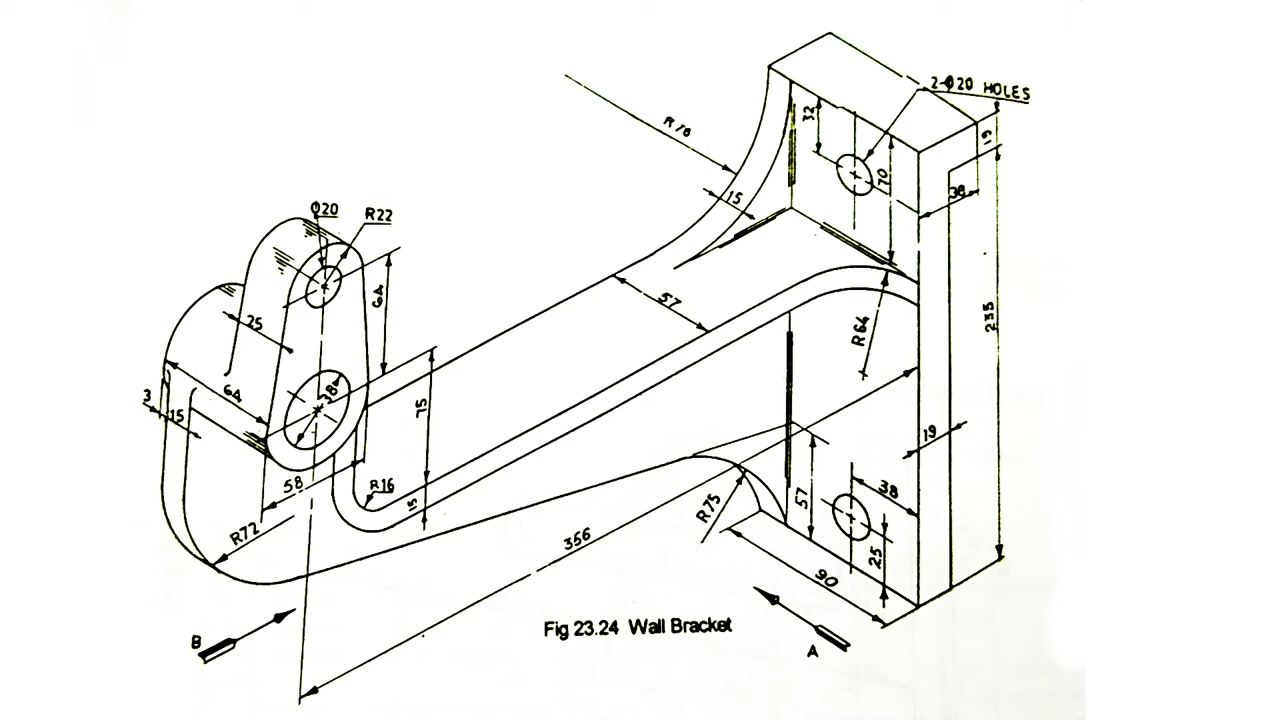 2-Φ20 HOLES
32
R76
70
19
38
15
Φ20
R22
64
57
R64
235
25
3
15
64
38
75
19
58
R16
15
R72
R75
57
38
356
25
90
Fig 23.24 Wall Bracket
B
A